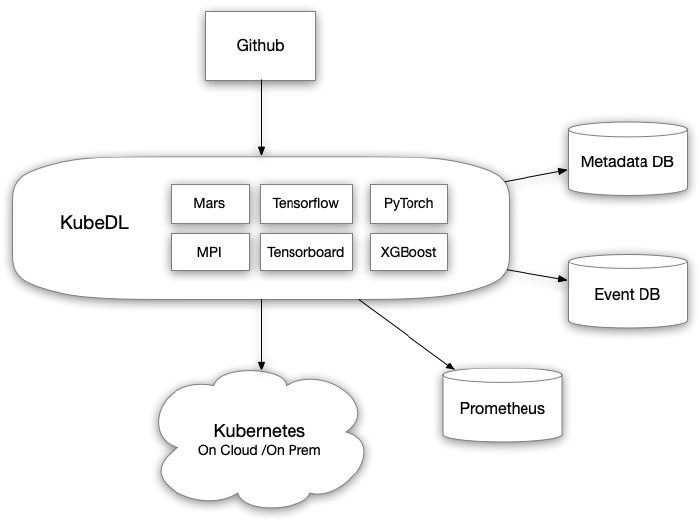 Github
Metadata DB
KubeDL
Mars
Tensorflow
PyTorch
MPI
Tensorboard
XGBoost
Event DB
Prometheus
Kubernetes
On Cloud /On Prem